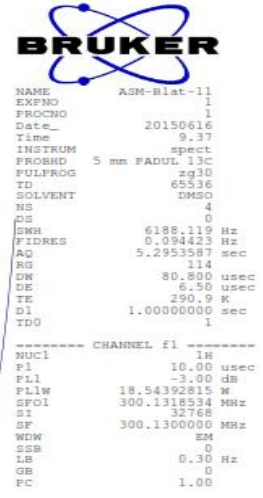 BRUKER
NAME ASM-Blat-11
EXPNO 1
PROCNO 1
Date_ 20150616
Time 9.37
INSTRUM spect
PROBHD 5 mm PADUL 13C
PULPROG zg30
TD 65536
SOLVENT DMSO
NS 4
DS 0
SWH 6188.119 Hz
FIDRES 0.094423 Hz
AQ 5.2953587 sec
RG 114
DW 80.800 usec
DE 6.50 usec
TE 290.9 K
D1 1.00000000 sec
TD0 1
======== CHANNEL f1 ========
NUC1 1H
P1 10.00 usec
PL1 -3.00 dB
PL1W 18.54392815 W
SFO1 300.1318534 MHz
SI 32768
SF 300.1300000 MHz
WDW EM
SSB 0
LB 0.30 Hz
GB 0
PC 1.00